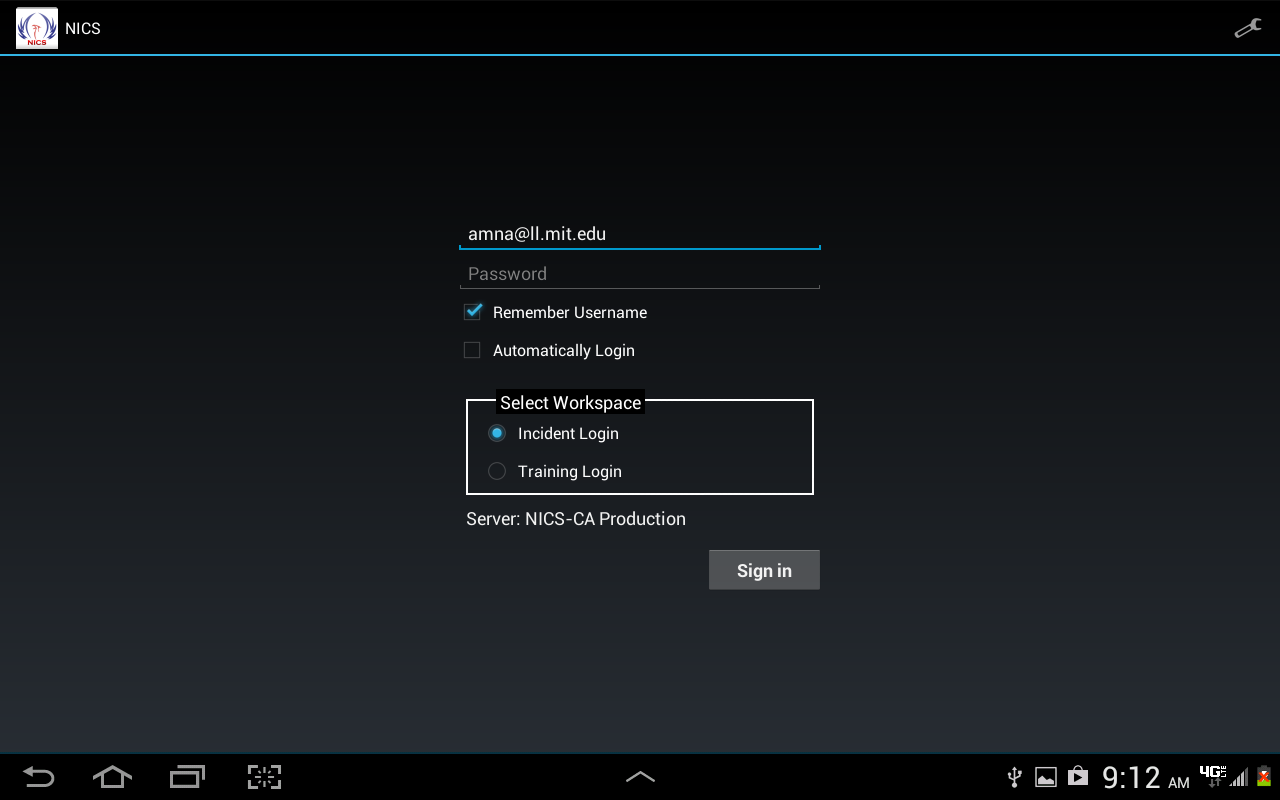 NICS
NICS
amna@ll.mit.edu
Password
Remember Username
Automatically Login
Select Workspace
Incident Login
Training Login
Server: NICS-CA Production
Sign in
9:12 AM
4G LTE